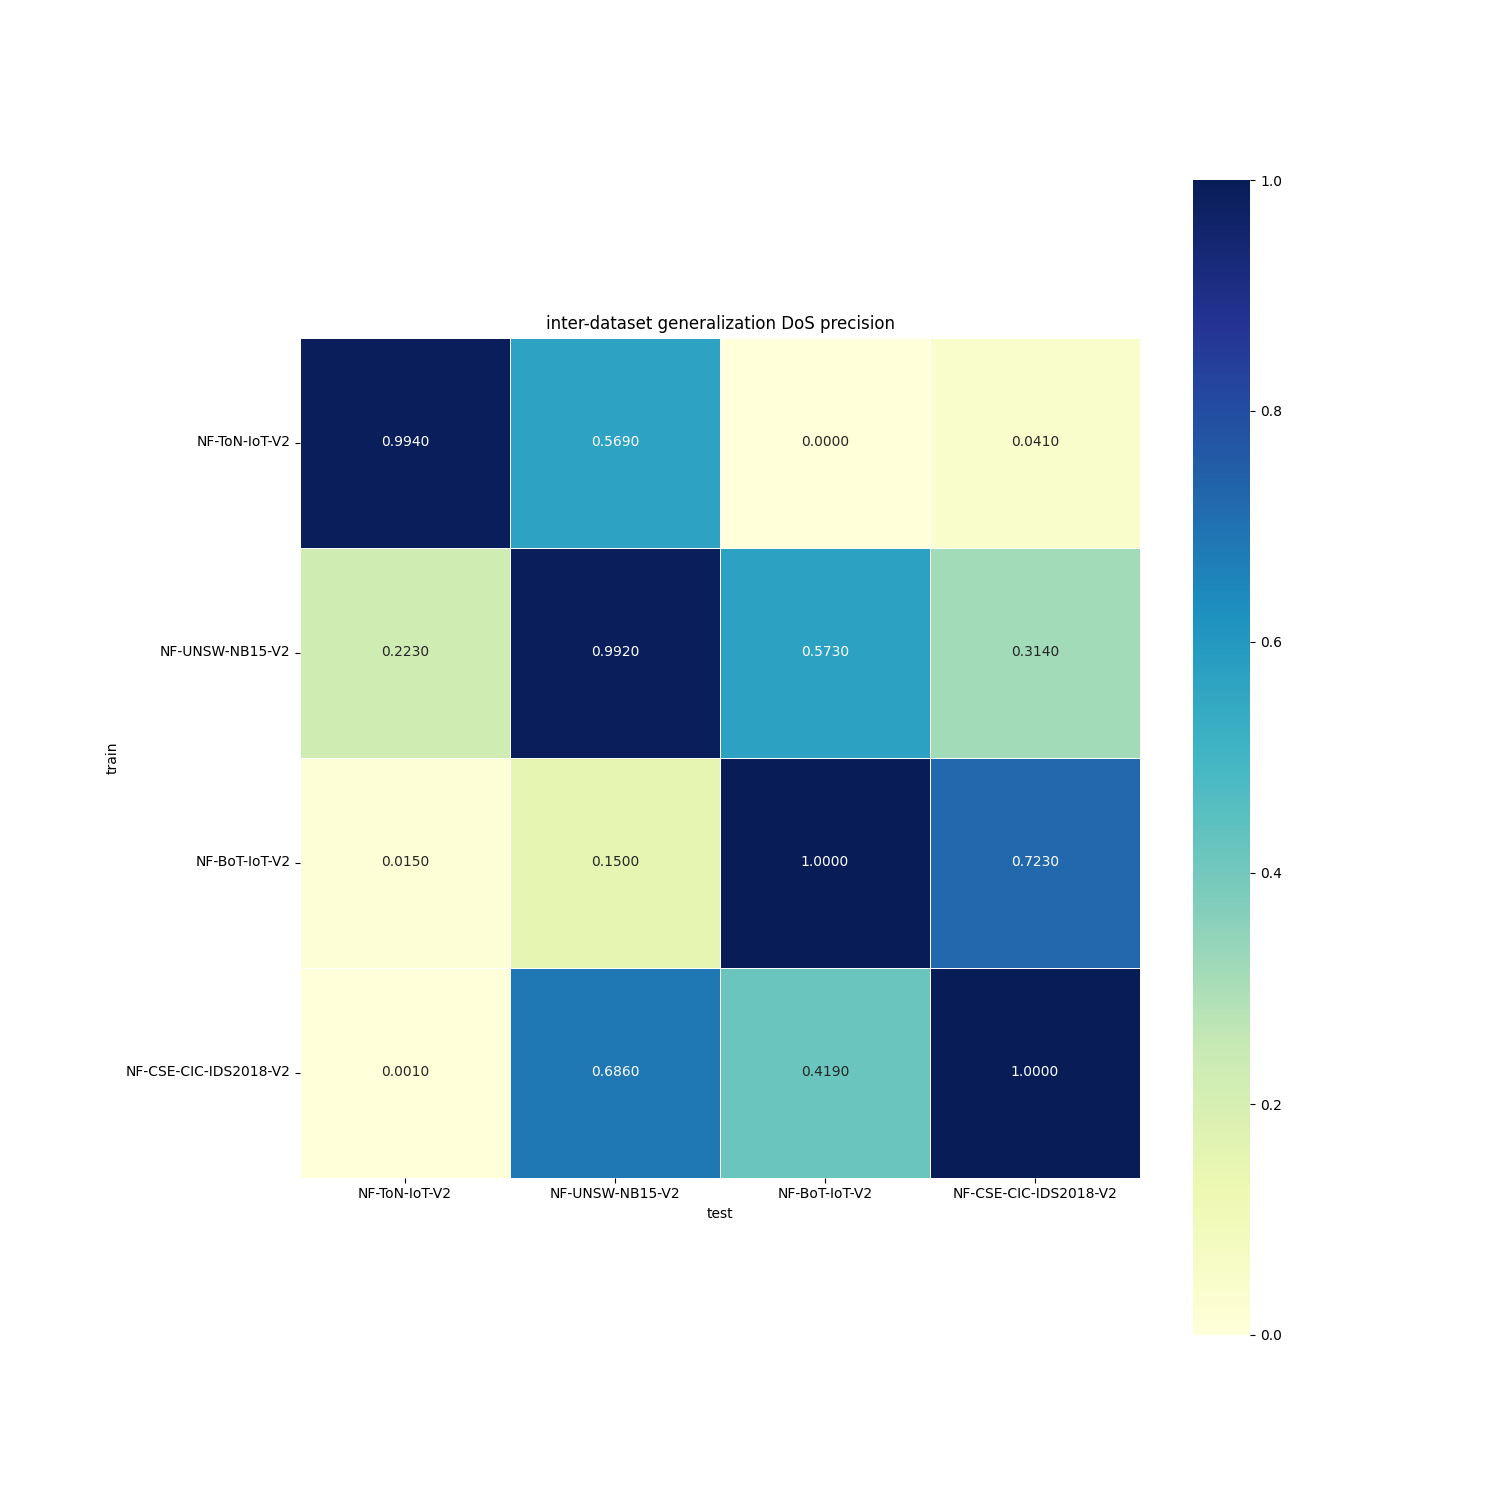 inter-dataset generalization DoS precision
NF-ToN-IoT-V2 0.9940 0.5690 0.0000 0.0410
NF-UNSW-NB15-V2 0.2230 0.9920 0.5730 0.3140
NF-BoT-IoT-V2 0.0150 0.1500 1.0000 0.7230
NF-CSE-CIC-IDS2018-V2 0.0010 0.6860 0.4190 1.0000
NF-ToN-IoT-V2 NF-UNSW-NB15-V2 NF-BoT-IoT-V2 NF-CSE-CIC-IDS2018-V2
test
train
1.0
0.8
0.6
0.4
0.2
0.0